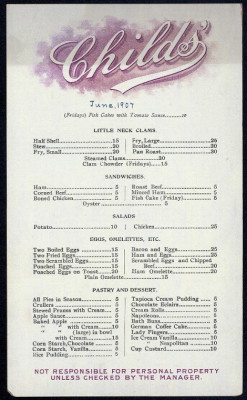 Childs'
June, 1907
(Fridays) Fish Cakes with Tomato Sauce........10
LITTLE NECK CLAMS.
Half Shell..........15 Fry, Large..........25
Stew..........20 Broiled..........30
Fry, Small..........20 Pan Roast..........30
Steamed Clams..........30
Clam Chowder (Fridays)......15
SANDWICHES.
Ham..........5 Roast Beef..........5
Corned Beef..........5 Minced Ham..........5
Boned Chicken..........5 Fish Cake (Friday)..........5
Oyster..........5
SALADS
Potato..........10 Chicken..........25
EGGS, OMELETTES, ETC.
Two Boiled Eggs..........15 Bacon and Eggs..........25
Two Fried Eggs..........15 Ham and Eggs..........25
Two Scrambled Eggs..........15 Scrambled Eggs and Chipped
Poached Eggs..........15 Beef..........20
Poached Eggs on Toast..........20 Ham Omelette..........20
Plain Omelette..........15
PASTRY AND DESSERT.
All Pies in Season..........5 Tapioca Cream Pudding..........5
Crullers..........5 Chocolate Eclairs..........5
Stewed Prunes with Cream......10 Cream Rolls..........5
Apple Sauce..........5 Napoleons..........5
Baked Apple..........5 Bath Buns..........5
" " with Cream..........10 German Coffee Cake..........5
" " (large) in bowl Lady Fingers..........5
with Cream..........15 Ice Cream Vanilla..........10
Corn Starch, Chocolate..........5 " " Neapolitan..........10
Corn Starch, Vanilla..........5 Cup Custard..........10
Rice Pudding..........5
NOT RESPONSIBLE FOR PERSONAL PROPERTY
UNLESS CHECKED BY THE MANAGER.